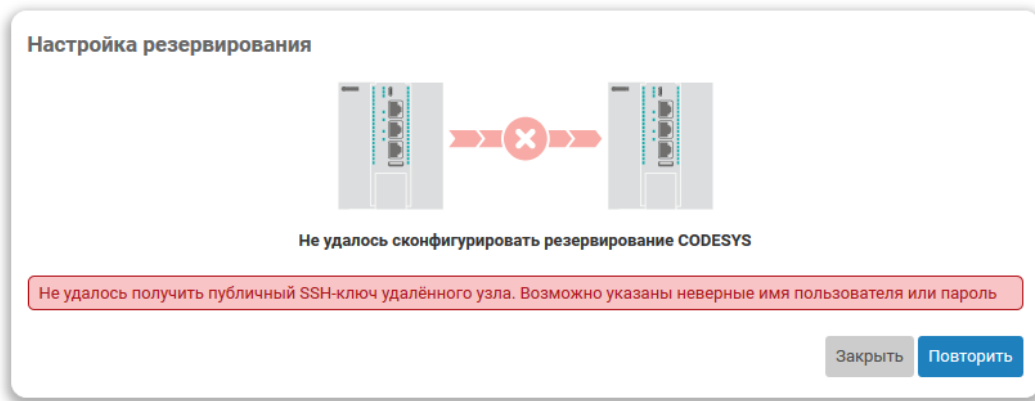 Настройка резервирования
Не удалось сконфигурировать резервирование CODESYS
Не удалось получить публичный SSH-ключ удалённого узла. Возможно указаны неверные имя пользователя или пароль
Закрыть Повторить